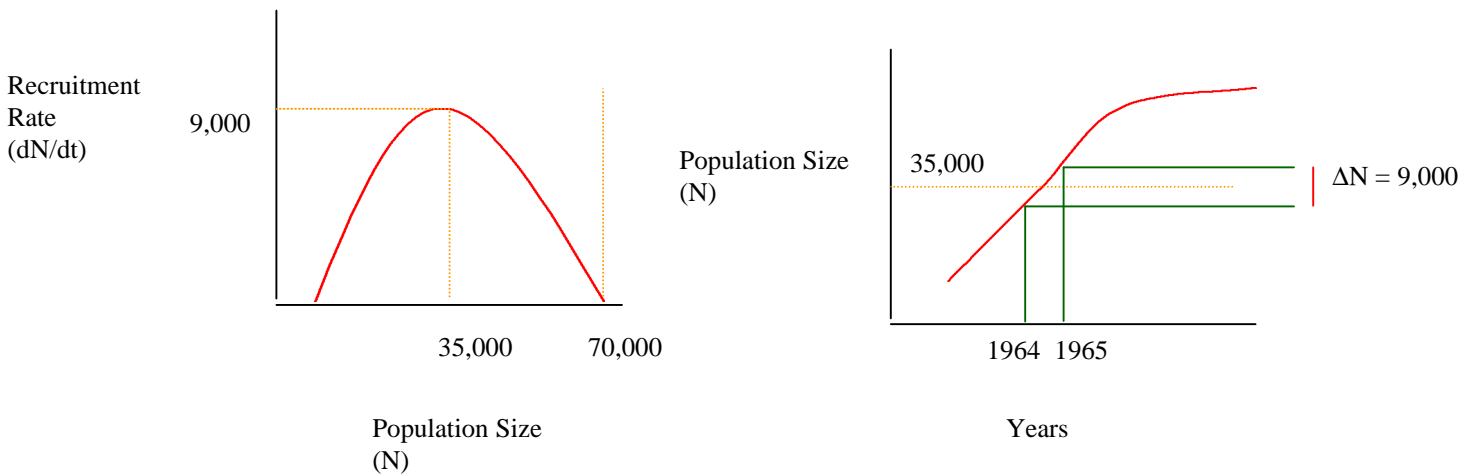 Recruitment
Rate
(dN/dt)
9,000
35,000
70,000
Population Size
(N)
Population Size
(N)
35,000
ΔN = 9,000
1964
1965
Years